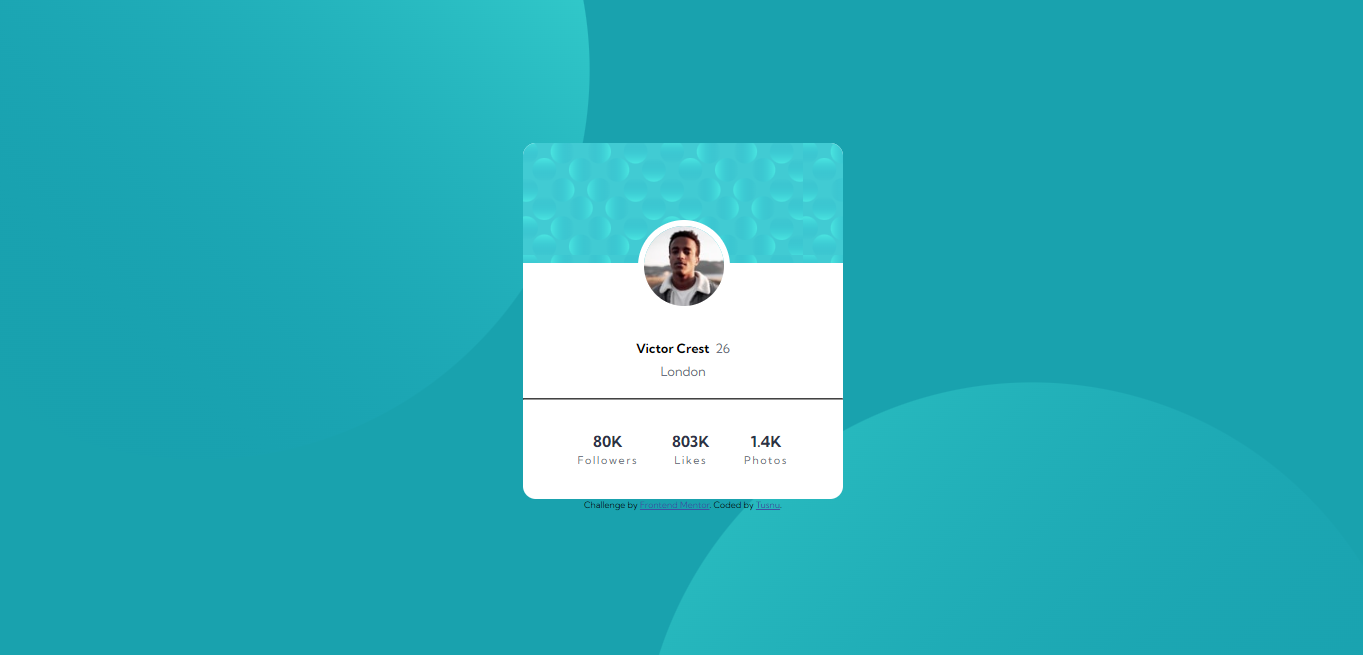 Victor Crest 26
London
80K 803K 1.4K
Followers Likes Photos
Challenge by Frontend Mentor. Coded by Tusnu.